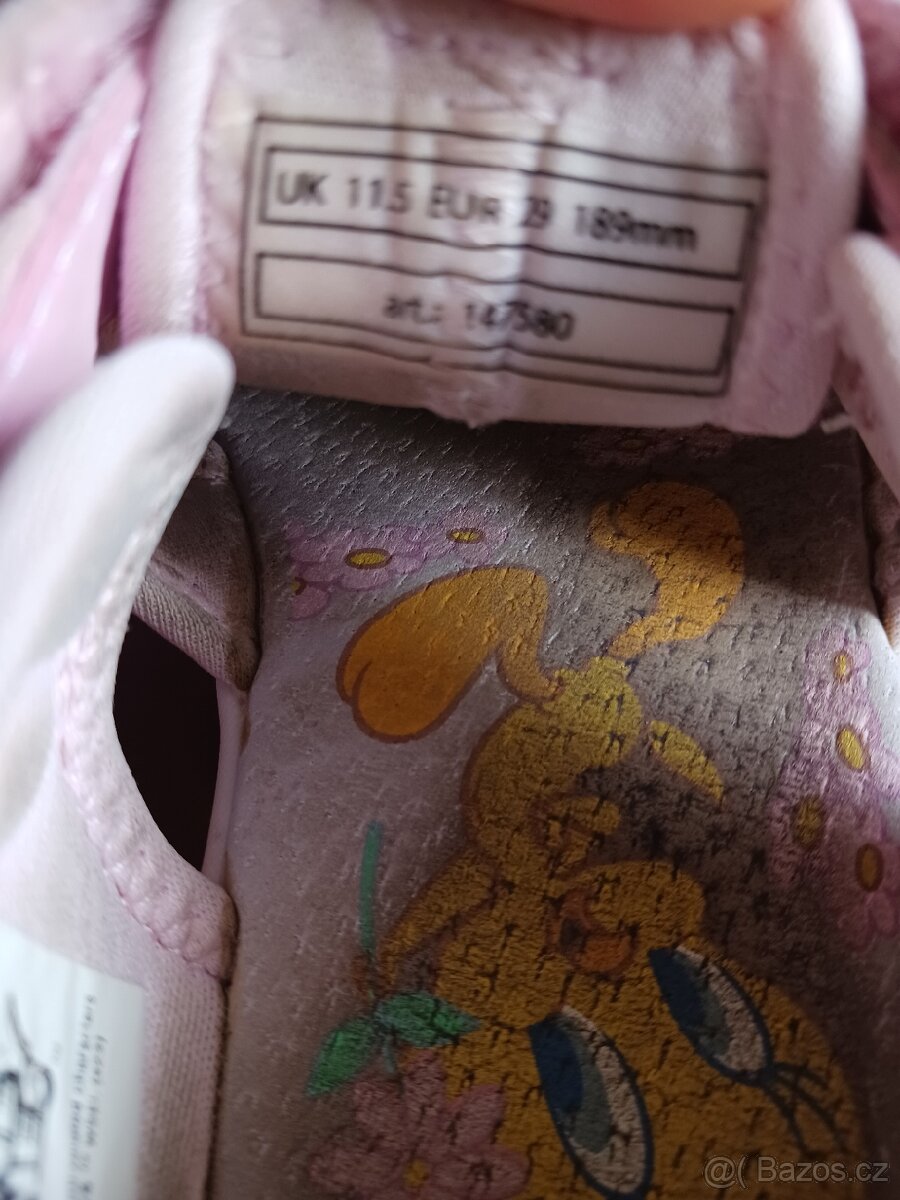 UK 11.5 EUR 29 189mm
art.: 147580
@( Bazos.cz